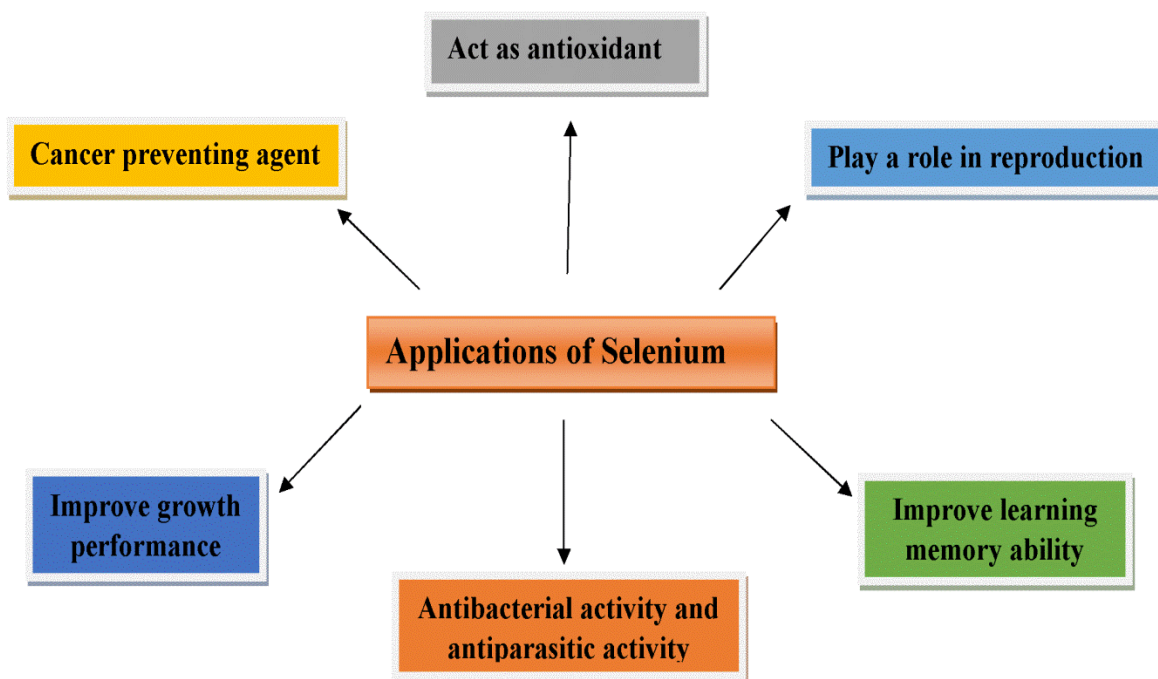 Act as antioxidant
Cancer preventing agent
Play a role in reproduction
Applications of Selenium
Improve growth
performance
Improve learning
memory ability
Antibacterial activity and
antiparasitic activity